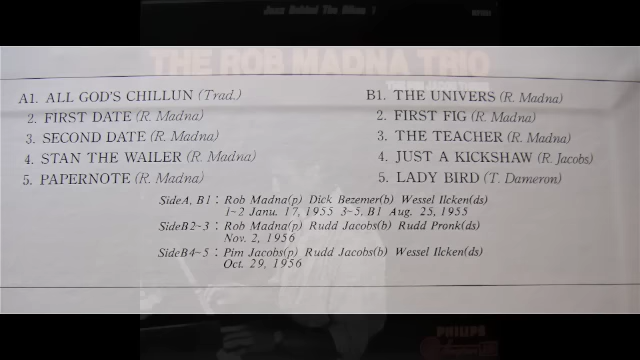 Jazz Behind The Dikes 1
THE ROB MADNA TRIO
A1. ALL GOD'S CHILLUN (Trad.)
2. FIRST DATE (R. Madna)
3. SECOND DATE (R. Madna)
4. STAN THE WAILER (R. Madna)
5. PAPERNOTE (R. Madna)
B1. THE UNIVERS (R. Madna)
2. FIRST FIG (R. Madna)
3. THE TEACHER (R. Madna)
4. JUST A KICKSHAW (R. Jacobs)
5. LADY BIRD (T. Dameron)
SideA, B1 : Rob Madna(p) Dick Bezemer(b) Wessel Ilcken(ds)
1~2 Janu. 17, 1955 3~5, B1 Aug. 25, 1955
SideB2~3 : Rob Madna(p) Rudd Jacobs(b) Rudd Pronk(ds)
Nov. 2, 1956
SideB4~5 : Pim Jacobs(p) Rudd Jacobs(b) Wessel Ilcken(ds)
Oct. 29, 1956
PHILIPS